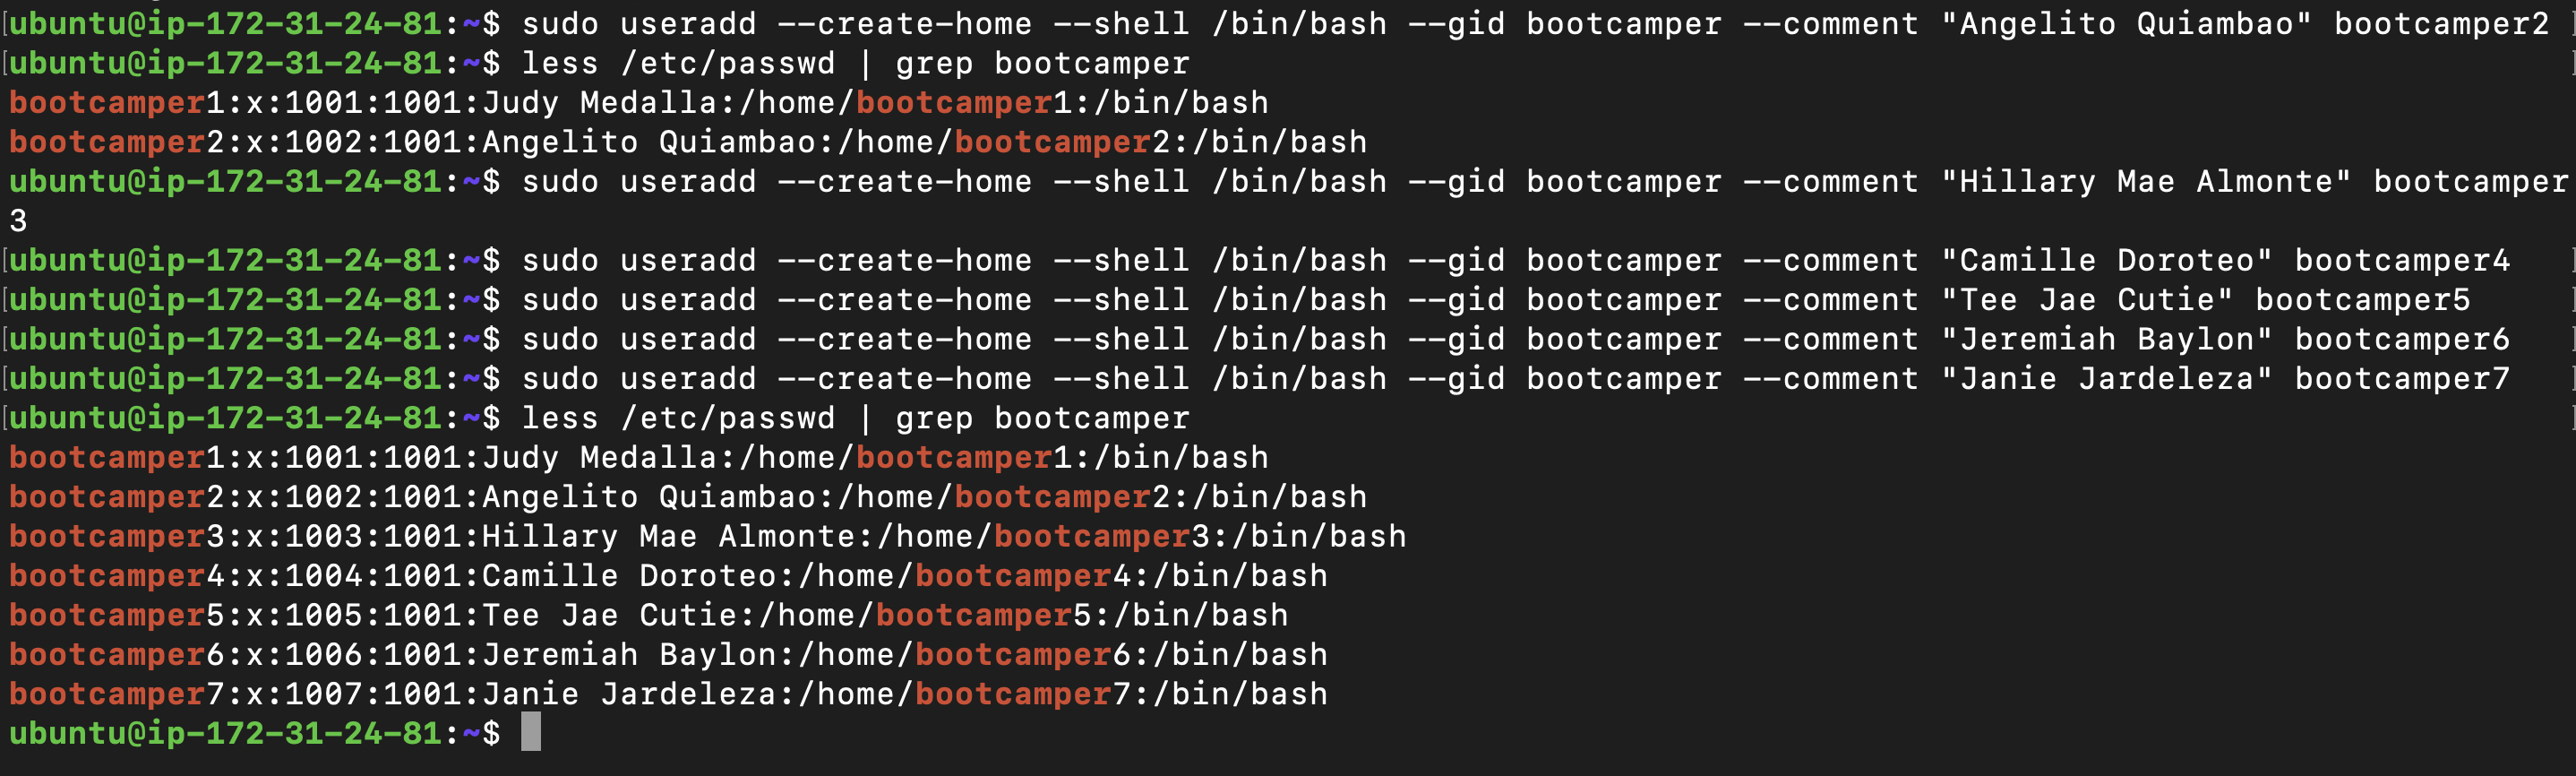 ubuntu@ip-172-31-24-81:~$ sudo useradd --create-home --shell /bin/bash --gid bootcamper --comment "Angelito Quiambao" bootcamper2
ubuntu@ip-172-31-24-81:~$ less /etc/passwd | grep bootcamper
bootcamper1:x:1001:1001:Judy Medalla:/home/bootcamper1:/bin/bash
bootcamper2:x:1002:1001:Angelito Quiambao:/home/bootcamper2:/bin/bash
ubuntu@ip-172-31-24-81:~$ sudo useradd --create-home --shell /bin/bash --gid bootcamper --comment "Hillary Mae Almonte" bootcamper
3
ubuntu@ip-172-31-24-81:~$ sudo useradd --create-home --shell /bin/bash --gid bootcamper --comment "Camille Doroteo" bootcamper4
ubuntu@ip-172-31-24-81:~$ sudo useradd --create-home --shell /bin/bash --gid bootcamper --comment "Tee Jae Cutie" bootcamper5
ubuntu@ip-172-31-24-81:~$ sudo useradd --create-home --shell /bin/bash --gid bootcamper --comment "Jeremiah Baylon" bootcamper6
ubuntu@ip-172-31-24-81:~$ sudo useradd --create-home --shell /bin/bash --gid bootcamper --comment "Janie Jardeleza" bootcamper7
ubuntu@ip-172-31-24-81:~$ less /etc/passwd | grep bootcamper
bootcamper1:x:1001:1001:Judy Medalla:/home/bootcamper1:/bin/bash
bootcamper2:x:1002:1001:Angelito Quiambao:/home/bootcamper2:/bin/bash
bootcamper3:x:1003:1001:Hillary Mae Almonte:/home/bootcamper3:/bin/bash
bootcamper4:x:1004:1001:Camille Doroteo:/home/bootcamper4:/bin/bash
bootcamper5:x:1005:1001:Tee Jae Cutie:/home/bootcamper5:/bin/bash
bootcamper6:x:1006:1001:Jeremiah Baylon:/home/bootcamper6:/bin/bash
bootcamper7:x:1007:1001:Janie Jardeleza:/home/bootcamper7:/bin/bash
ubuntu@ip-172-31-24-81:~$